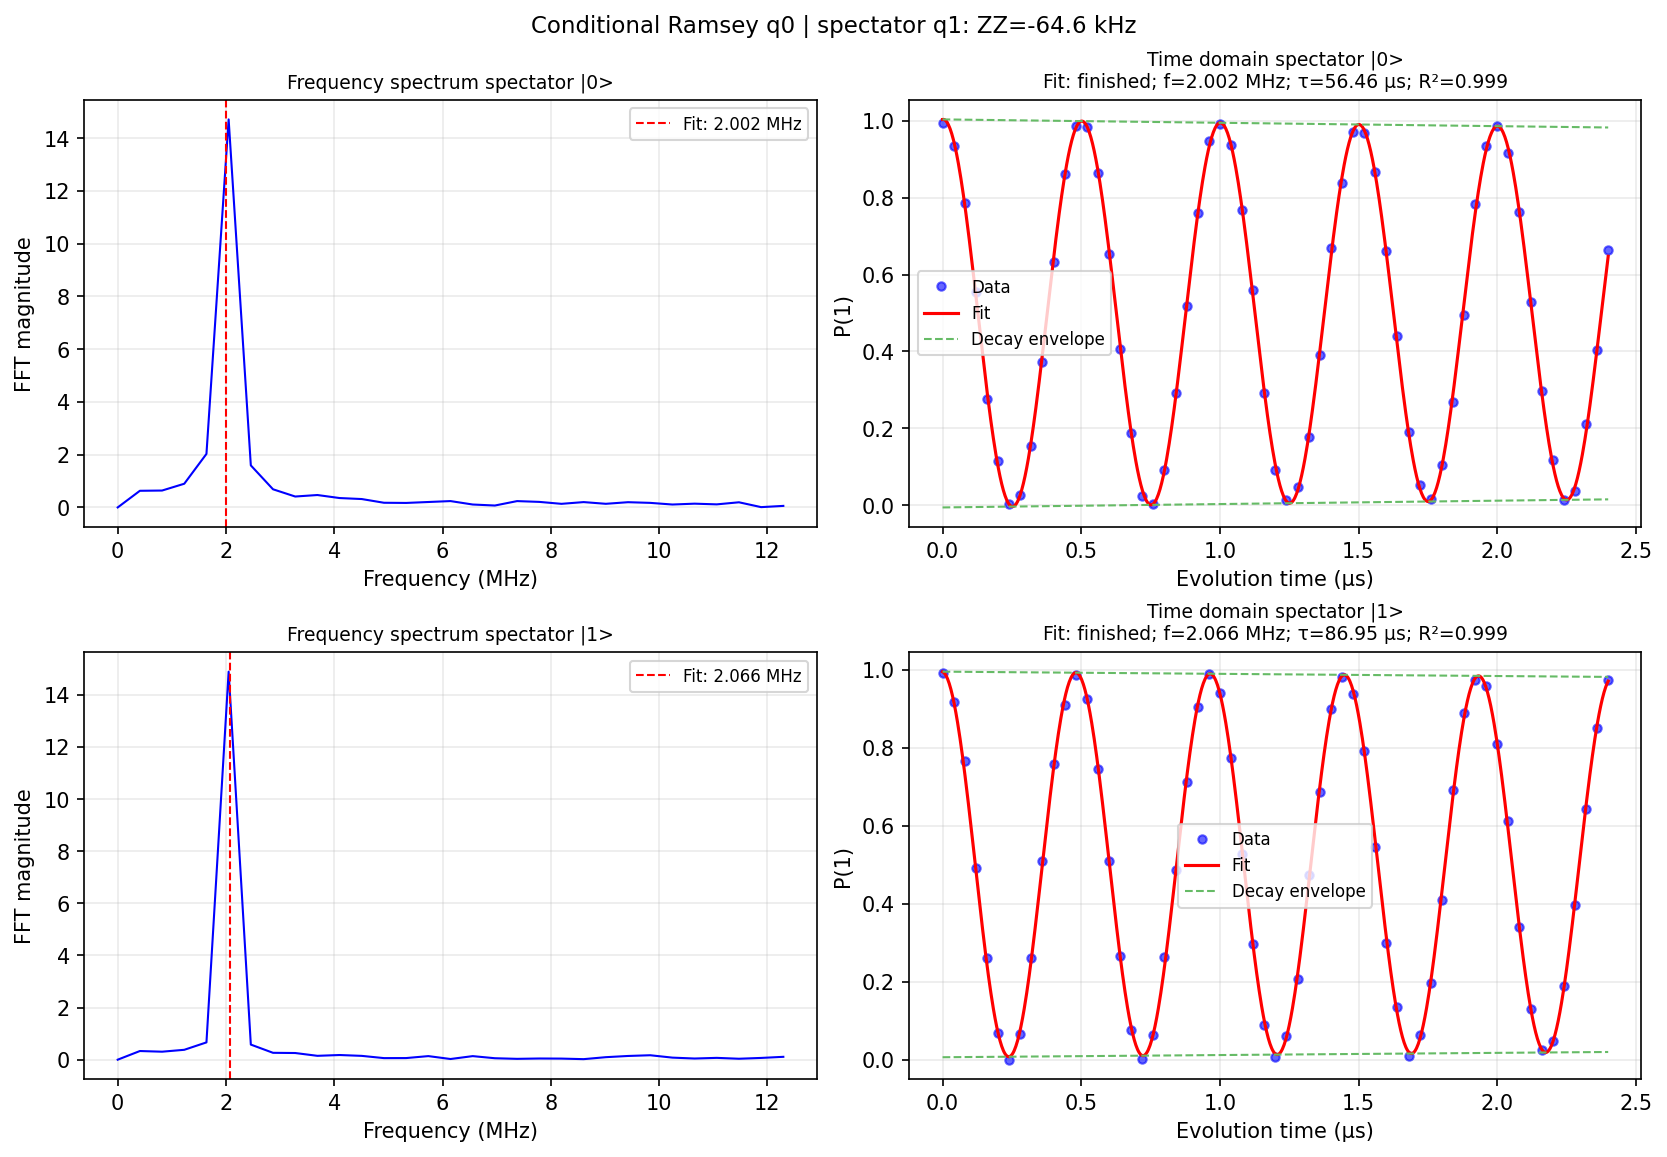 Conditional Ramsey q0 | spectator q1: ZZ=-64.6 kHz
Frequency spectrum spectator |0>
Fit: 2.002 MHz
FFT magnitude
14
12
10
8
6
4
2
0
0 2 4 6 8 10 12
Frequency (MHz)
Time domain spectator |0>
Fit: finished; f=2.002 MHz; τ=56.46 μs; R²=0.999
P(1)
1.0
0.8
0.6
0.4
0.2
0.0
Data
Fit
Decay envelope
0.0 0.5 1.0 1.5 2.0 2.5
Evolution time (μs)
Frequency spectrum spectator |1>
Fit: 2.066 MHz
FFT magnitude
14
12
10
8
6
4
2
0
0 2 4 6 8 10 12
Frequency (MHz)
Time domain spectator |1>
Fit: finished; f=2.066 MHz; τ=86.95 μs; R²=0.999
P(1)
1.0
0.8
0.6
0.4
0.2
0.0
Data
Fit
Decay envelope
0.0 0.5 1.0 1.5 2.0 2.5
Evolution time (μs)